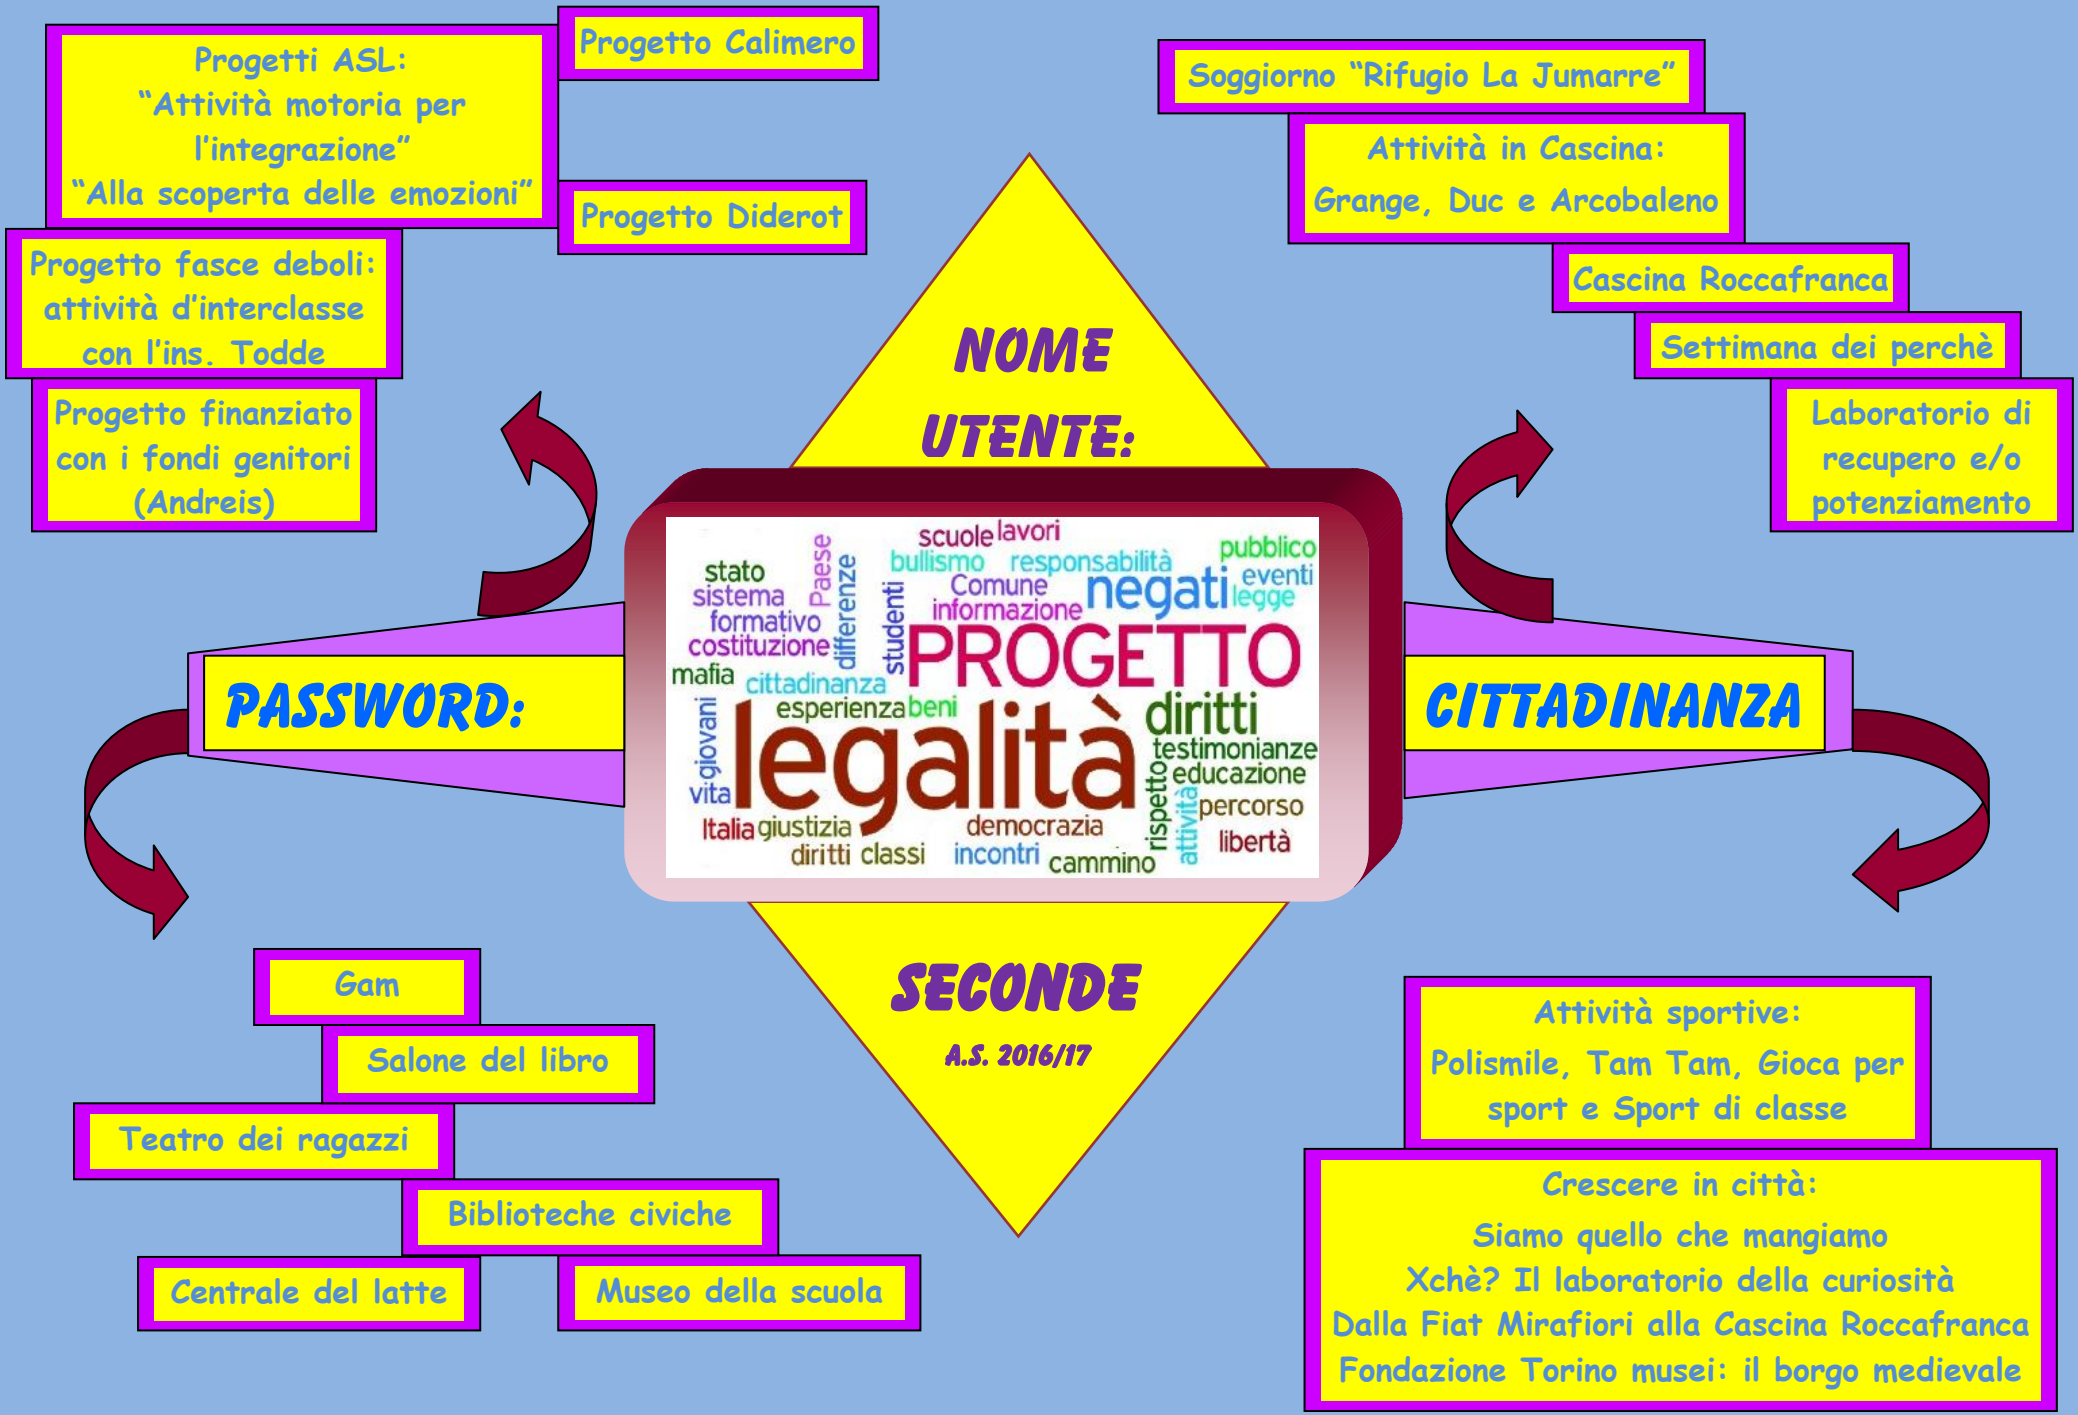 Progetto Calimero
Progetti ASL:
“Attività motoria per
l'integrazione”
“Alla scoperta delle emozioni”
Progetto Diderot
Progetto fasce deboli:
attività d'interclasse
con l'ins. Todde
Progetto finanziato
con i fondi genitori
(Andreis)
Soggiorno “Rifugio La Jumarre”
Attività in Cascina:
Grange, Duc e Arcobaleno
Cascina Roccafranca
Settimana dei perchè
Laboratorio di
recupero e/o
potenziamento
NOME
UTENTE:
PASSWORD:
scuole lavori
bullismo responsabilità pubblico
stato Paese differenze
sistema studenti Comune negati eventi
formativo informazione legge
costituzione PROGETTO
mafia cittadinanza
giovani esperienza beni diritti
legalità testimonianze
vita rispetto educazione
attività percorso
Italia giustizia democrazia libertà
diritti classi incontri cammino
CITTADINANZA
SECONDE
A.S. 2016/17
Gam
Salone del libro
Teatro dei ragazzi
Biblioteche civiche
Centrale del latte
Museo della scuola
Attività sportive:
Polismile, Tam Tam, Gioca per
sport e Sport di classe
Crescere in città:
Siamo quello che mangiamo
Xchè? Il laboratorio della curiosità
Dalla Fiat Mirafiori alla Cascina Roccafranca
Fondazione Torino musei: il borgo medievale